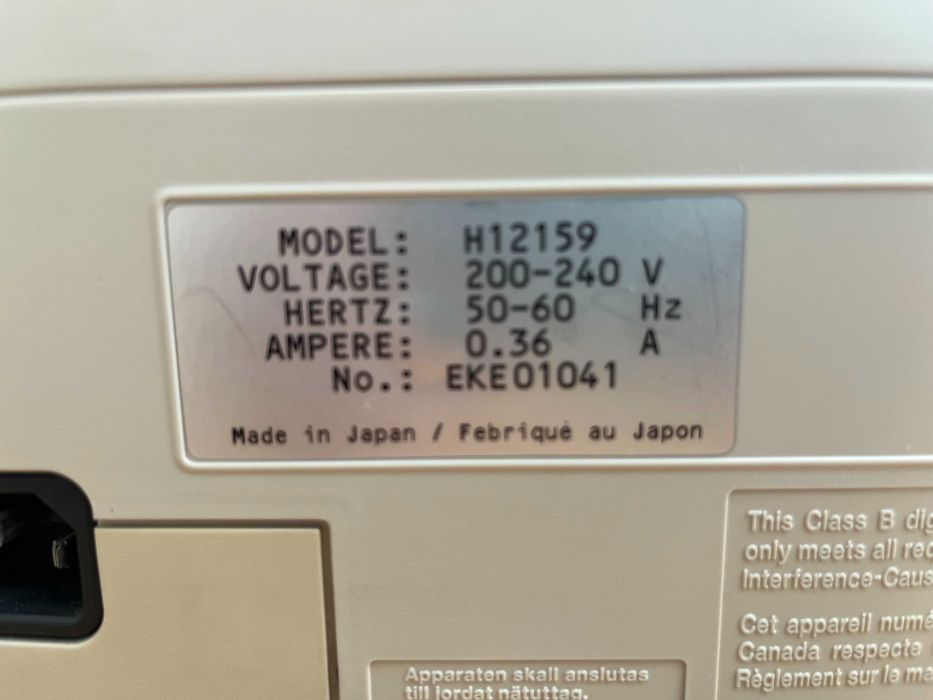 MODEL: H12159
VOLTAGE: 200-240 V
HERTZ: 50-60 Hz
AMPERE: 0.36 A
No.: EKE01041
Made in Japan / Febriqué au Japon
This Class B dig
only meets all req
Interference-Caus
Cet appareil numé
Canada respecte
Règlement sur le ma
Apparaten skall anslutas
till jordat nätuttag.